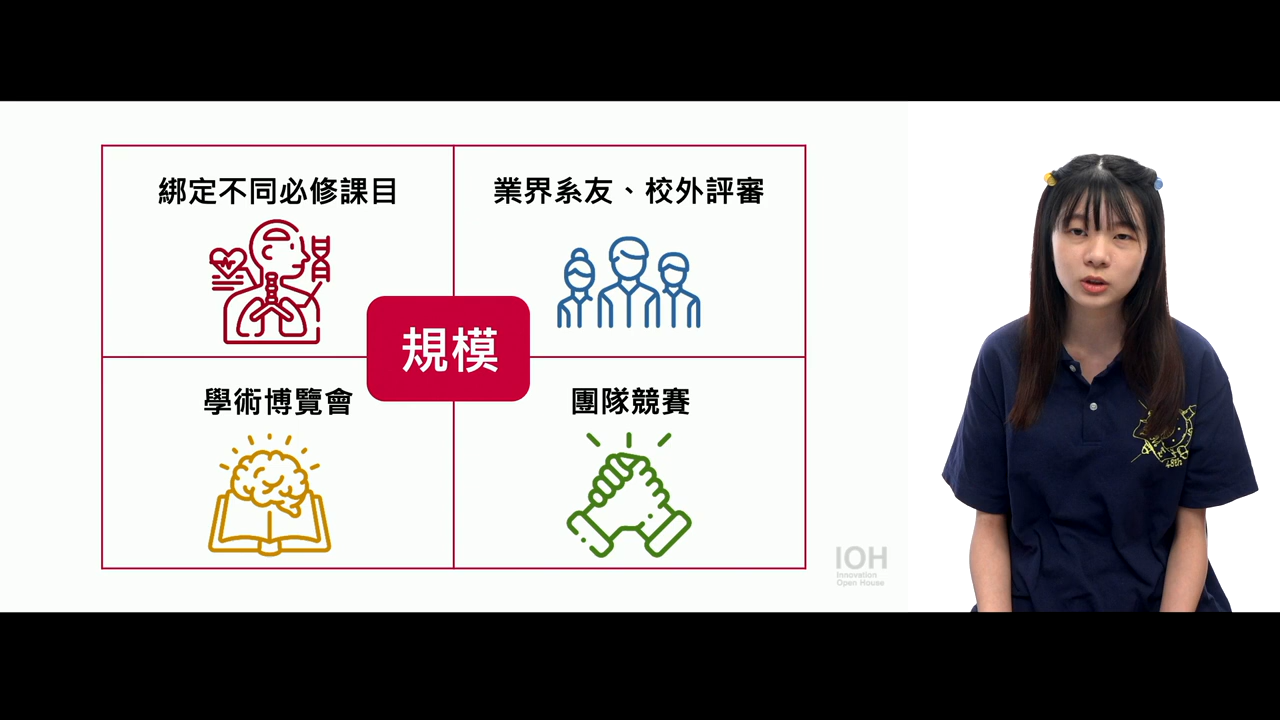 綁定不同必修課目
業界系友、校外評審
規模
學術博覽會
團隊競賽
IOH
Innovation
Open House
48th